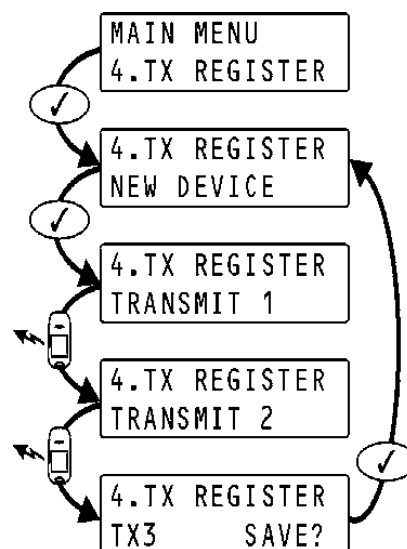 MAIN MENU
4.TX REGISTER
4.TX REGISTER
NEW DEVICE
4.TX REGISTER
TRANSMIT 1
4.TX REGISTER
TRANSMIT 2
4.TX REGISTER
TX3 SAVE?